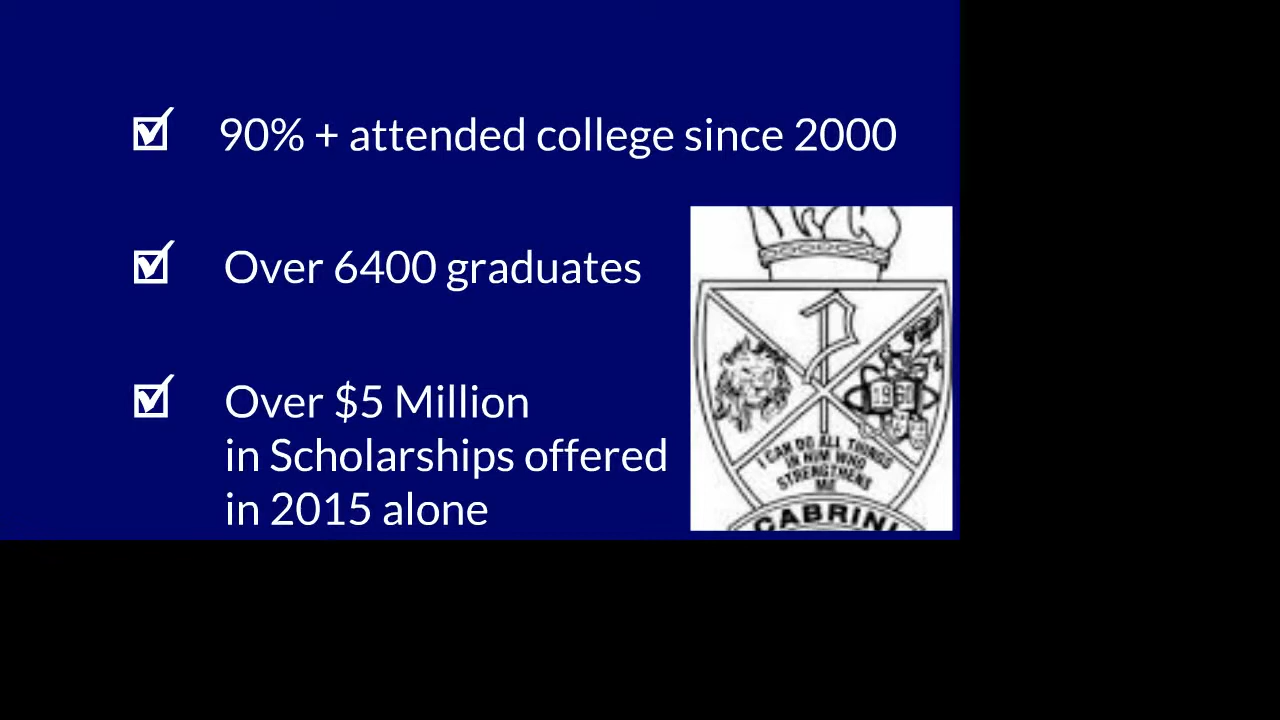 90% + attended college since 2000
Over 6400 graduates
Over $5 Million
in Scholarships offered
in 2015 alone
1960
I CAN DO ALL THINGS
IN HIM WHO
STRENGTHENS
ME
CABRINI